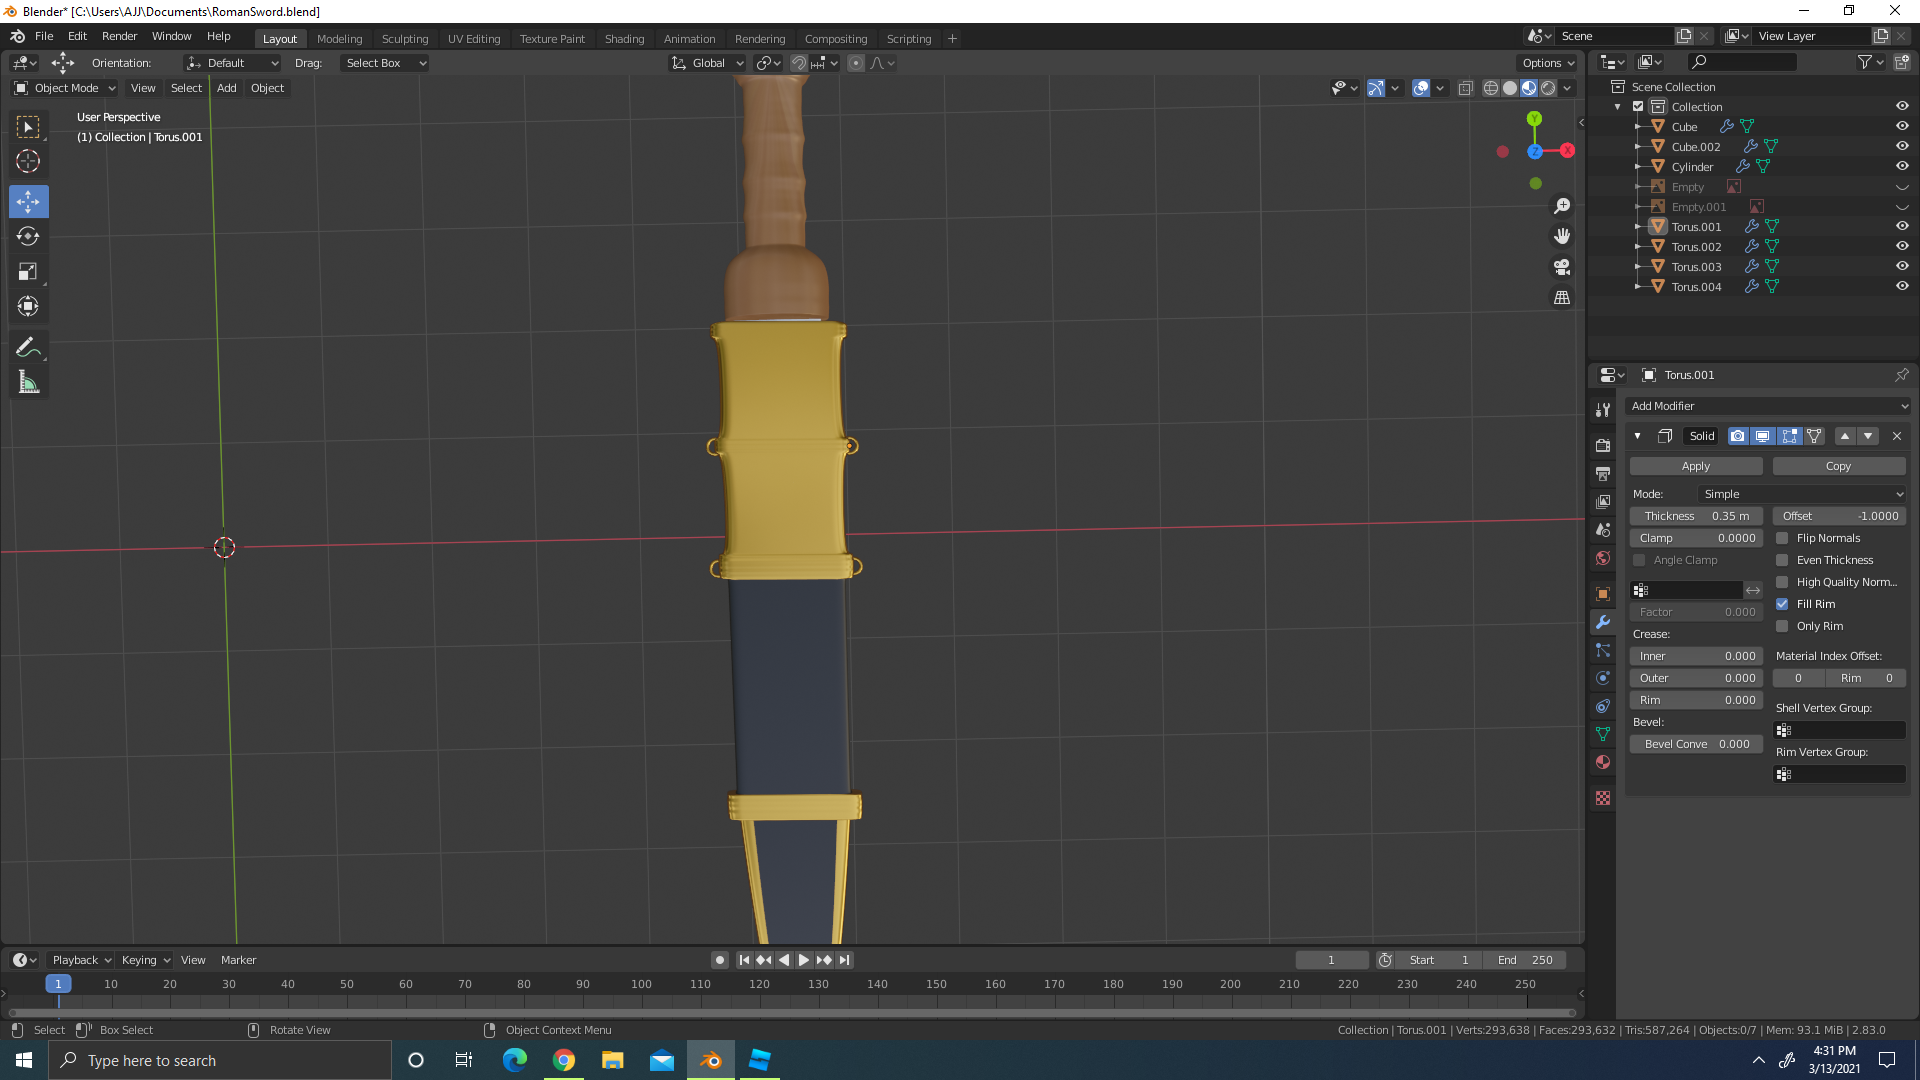 Blender* [C:\Users\AJJ\Documents\RomanSword.blend]
File Edit Render Window Help Layout Modeling Sculpting UV Editing Texture Paint Shading Animation Rendering Compositing Scripting + Scene View Layer
Orientation: Default Drag: Select Box Global Options
Object Mode View Select Add Object
User Perspective
(1) Collection | Torus.001
Y
X
Z
Scene Collection
Collection
Cube
Cube.002
Cylinder
Empty
Empty.001
Torus.001
Torus.002
Torus.003
Torus.004
Torus.001
Add Modifier
Solid
Apply Copy
Mode: Simple
Thickness 0.35 m Offset -1.0000
Clamp 0.0000 Flip Normals
Angle Clamp Even Thickness
High Quality Norm...
Factor 0.000 Fill Rim
Crease: Only Rim
Inner 0.000 Material Index Offset:
Outer 0.000 0 Rim 0
Rim 0.000 Shell Vertex Group:
Bevel:
Bevel Conve 0.000 Rim Vertex Group:
Playback Keying View Marker 1 Start 1 End 250
1 10 20 30 40 50 60 70 80 90 100 110 120 130 140 150 160 170 180 190 200 210 220 230 240 250
Select Box Select Rotate View Object Context Menu Collection | Torus.001 | Verts:293,638 | Faces:293,632 | Tris:587,264 | Objects:0/7 | Mem: 93.1 MiB | 2.83.0
Type here to search
4:31 PM
3/13/2021